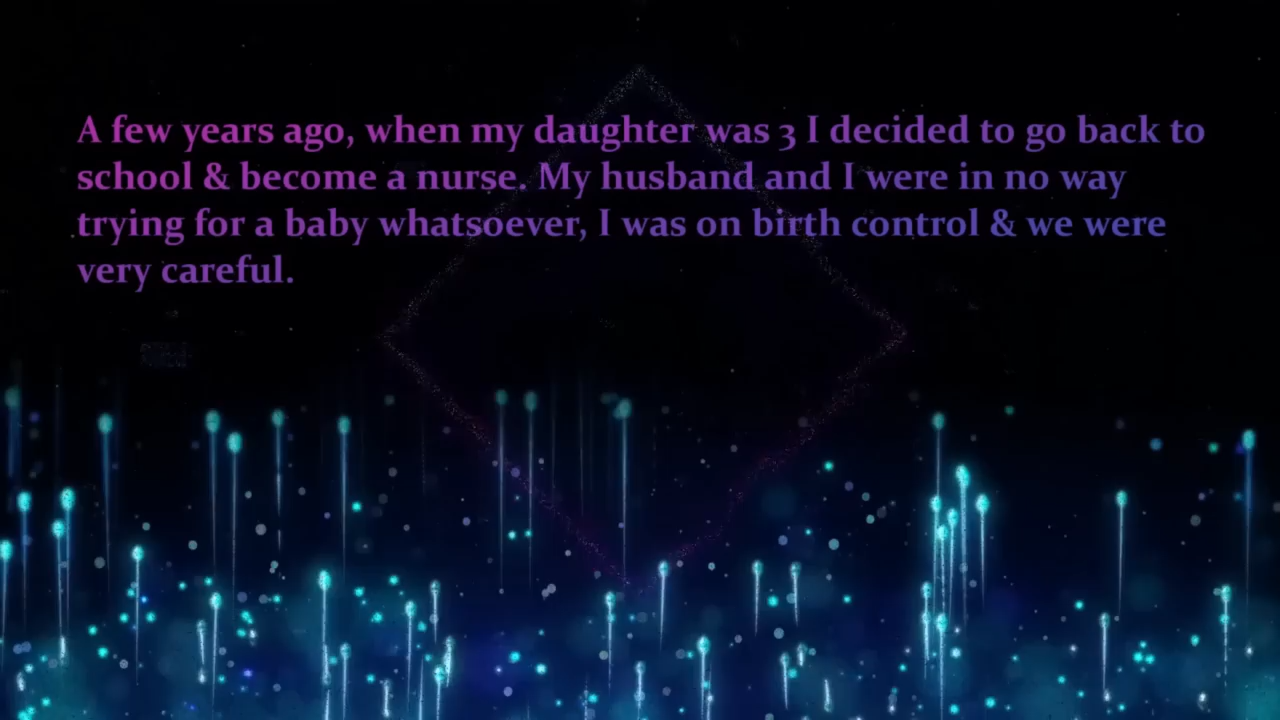 A few years ago, when my daughter was 3 I decided to go back to
school & become a nurse. My husband and I were in no way
trying for a baby whatsoever, I was on birth control & we were
very careful.